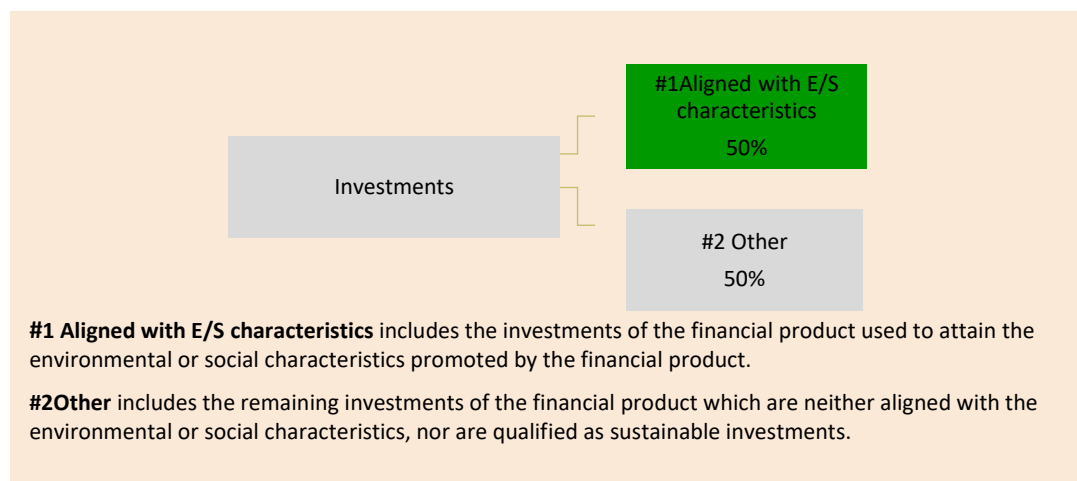 #1Aligned with E/S
characteristics
50%
Investments
#2 Other
50%
#1 Aligned with E/S characteristics includes the investments of the financial product used to attain the
environmental or social characteristics promoted by the financial product.
#2Other includes the remaining investments of the financial product which are neither aligned with the
environmental or social characteristics, nor are qualified as sustainable investments.